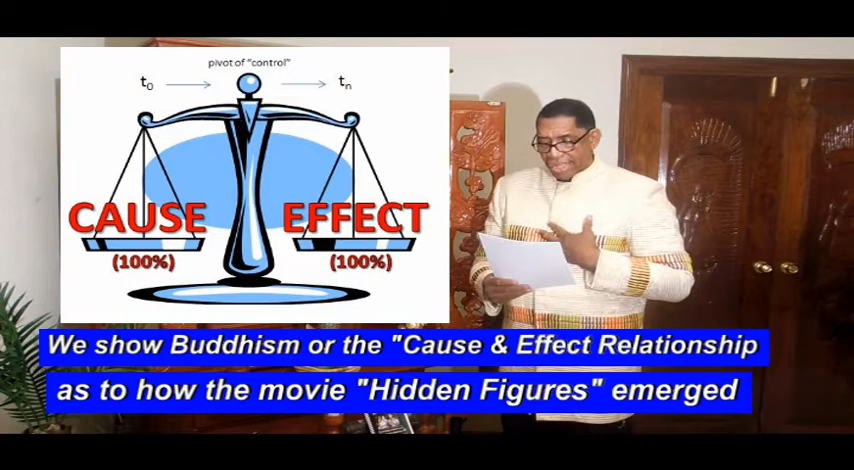 pivot of "control"
t0 tn
CAUSE EFFECT
(100%) (100%)
We show Buddhism or the "Cause & Effect Relationship
as to how the movie "Hidden Figures" emerged